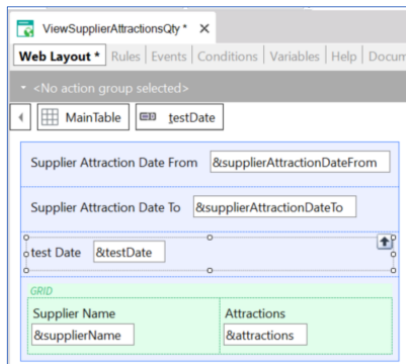 ViewSupplierAttractionsQty *
Web Layout * Rules Events Conditions Variables Help Docum
<No action group selected>
MainTable testDate
Supplier Attraction Date From &supplierAttractionDateFrom
Supplier Attraction Date To &supplierAttractionDateTo
test Date &testDate
GRID
Supplier Name Attractions
&supplierName &attractions